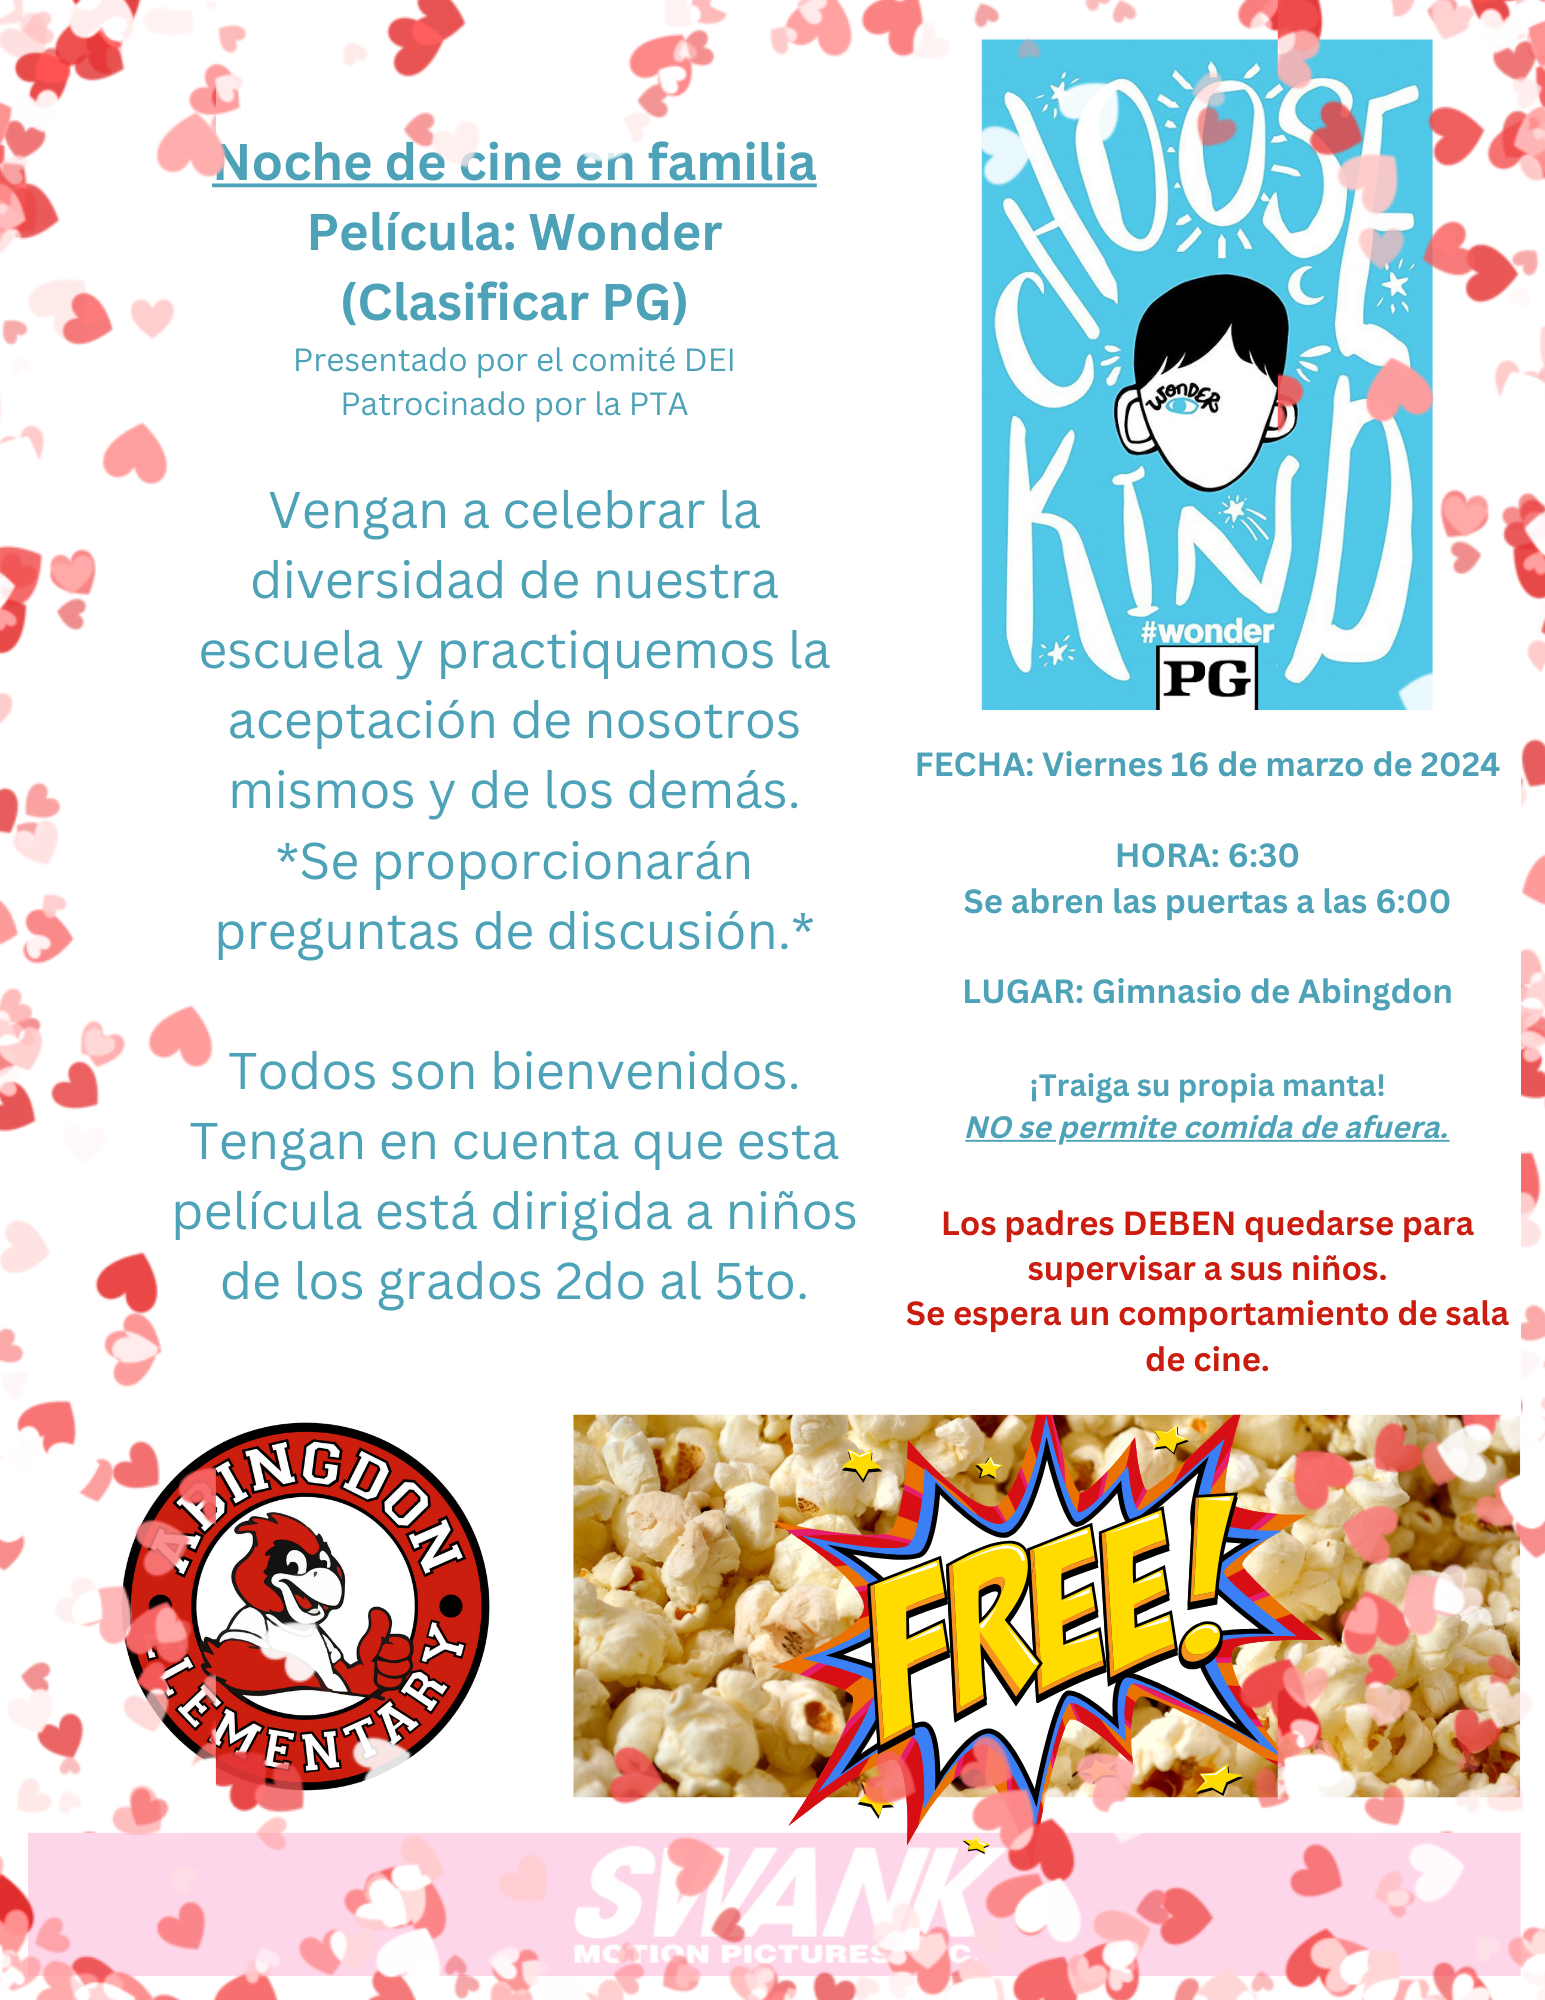 Noche de cine en familia
Película: Wonder
(Clasificar PG)
Presentado por el comité DEI
Patrocinado por la PTA
Vengan a celebrar la
diversidad de nuestra
escuela y practiquemos la
aceptación de nosotros
mismos y de los demás.
*Se proporcionarán
preguntas de discusión.*
Todos son bienvenidos.
Tengan en cuenta que esta
película está dirigida a niños
de los grados 2do al 5to.
CHOOSE
WONDER
KIND
#wonder
PG
FECHA: Viernes 16 de marzo de 2024
HORA: 6:30
Se abren las puertas a las 6:00
LUGAR: Gimnasio de Abingdon
¡Traiga su propia manta!
NO se permite comida de afuera.
Los padres DEBEN quedarse para
supervisar a sus niños.
Se espera un comportamiento de sala
de cine.
ABINGDON
ELEMENTARY
FREE!
SWANK
MOTION PICTURES